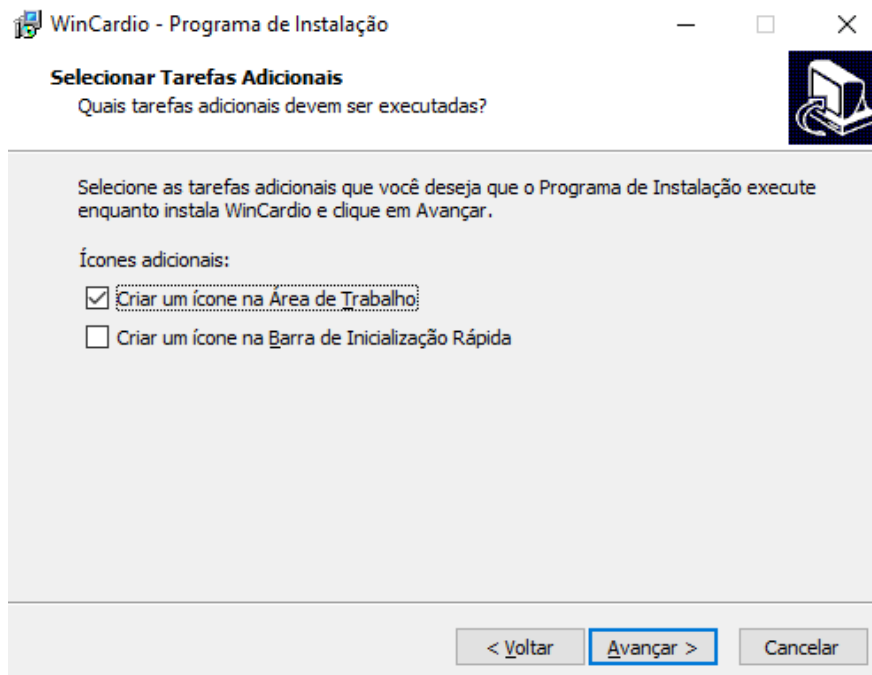 WinCardio - Programa de Instalação
Selecionar Tarefas Adicionais
Quais tarefas adicionais devem ser executadas?
Selecione as tarefas adicionais que você deseja que o Programa de Instalação execute
enquanto instala WinCardio e clique em Avançar.
Ícones adicionais:
Criar um ícone na Área de Trabalho
Criar um ícone na Barra de Inicialização Rápida
< Voltar
Avançar >
Cancelar